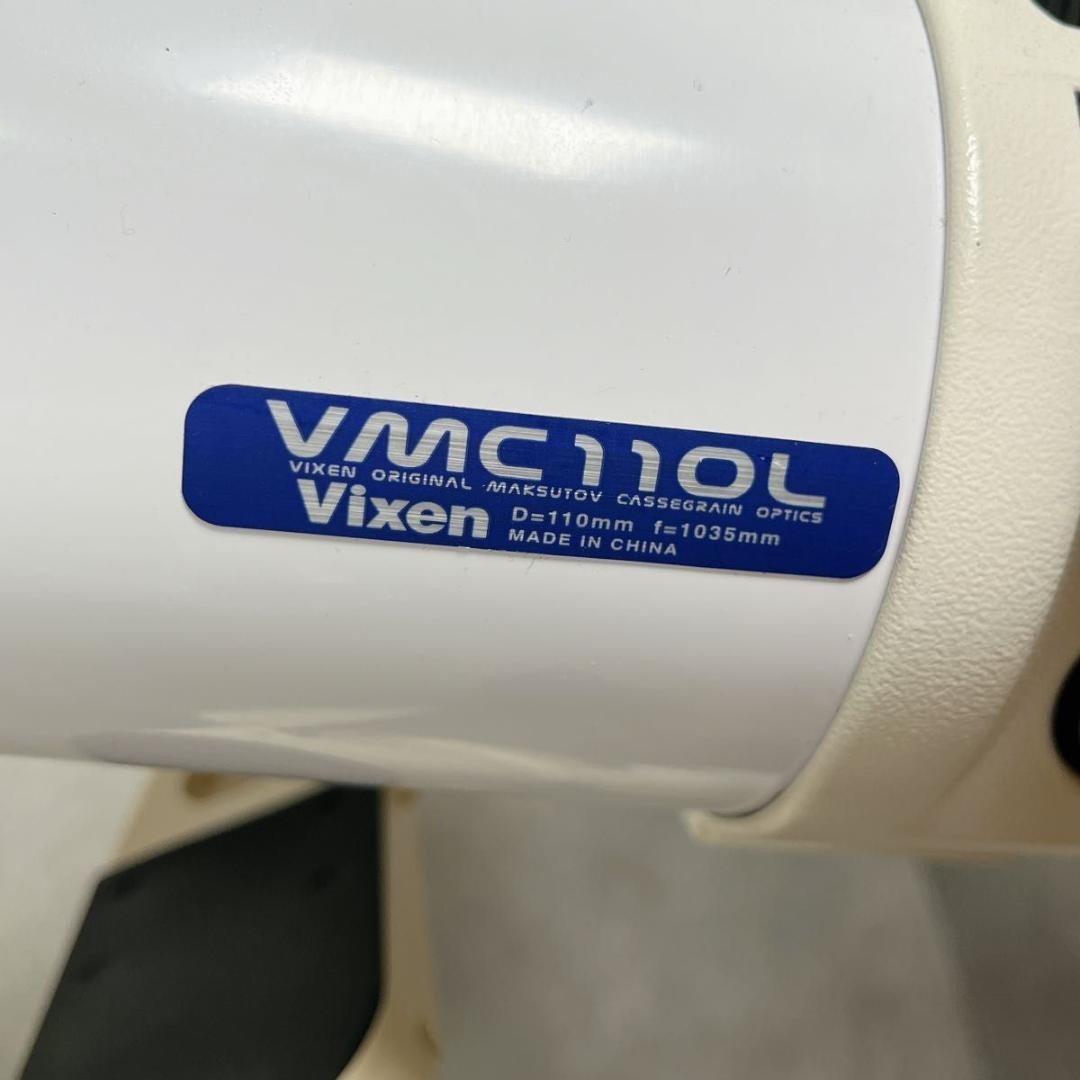 VMC110L
VIXEN ORIGINAL MAKSUTOV CASSEGRAIN OPTICS
Vixen D=110mm f=1035mm
MADE IN CHINA